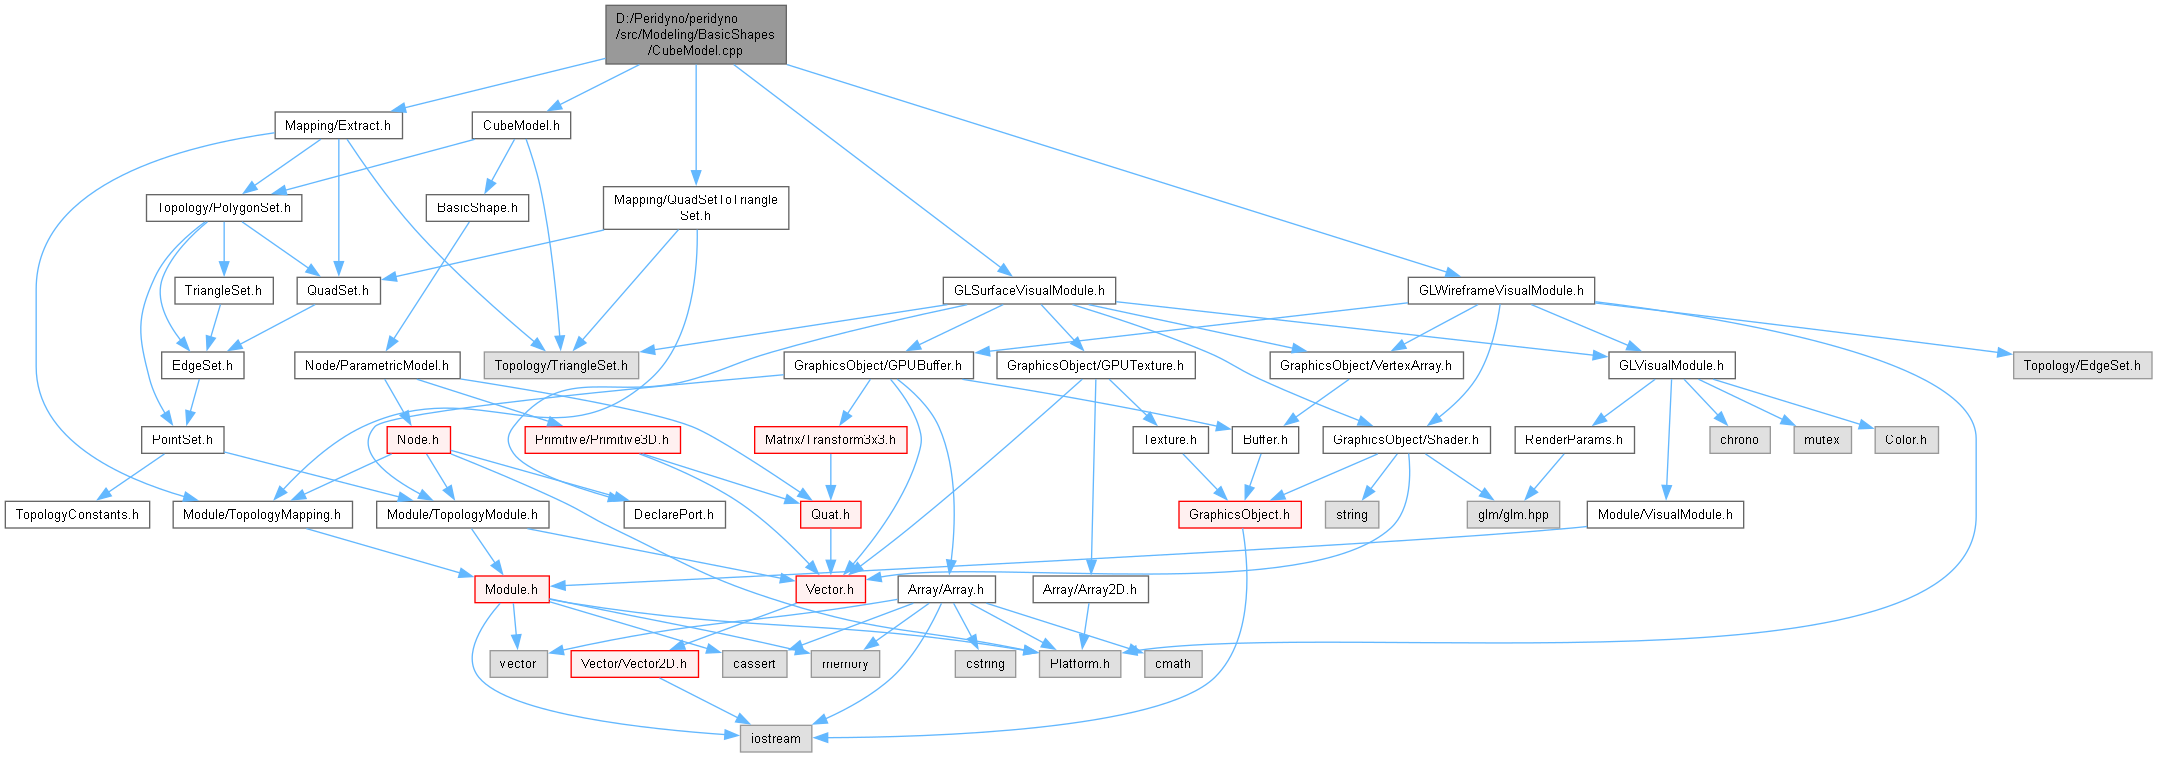 D:/Peridyno/peridyno
/src/Modeling/BasicShapes
/CubeModel.cpp
Mapping/Extract.h
CubeModel.h
Topology/PolygonSet.h
BasicShape.h
Mapping/QuadSetToTriangle
Set.h
TriangleSet.h
QuadSet.h
GLSurfaceVisualModule.h
GLWireframeVisualModule.h
EdgeSet.h
Node/ParametricModel.h
Topology/TriangleSet.h
GraphicsObject/GPUBuffer.h
GraphicsObject/GPUTexture.h
GraphicsObject/VertexArray.h
GLVisualModule.h
Topology/EdgeSet.h
PointSet.h
Node.h
Primitive/Primitive3D.h
Matrix/Transform3x3.h
Texture.h
Buffer.h
GraphicsObject/Shader.h
RenderParams.h
chrono
mutex
Color.h
TopologyConstants.h
Module/TopologyMapping.h
Module/TopologyModule.h
DeclarePort.h
Quat.h
GraphicsObject.h
string
glm/glm.hpp
Module/VisualModule.h
Module.h
Vector.h
Array/Array.h
Array/Array2D.h
vector
Vector/Vector2D.h
cassert
memory
cstring
Platform.h
cmath
iostream